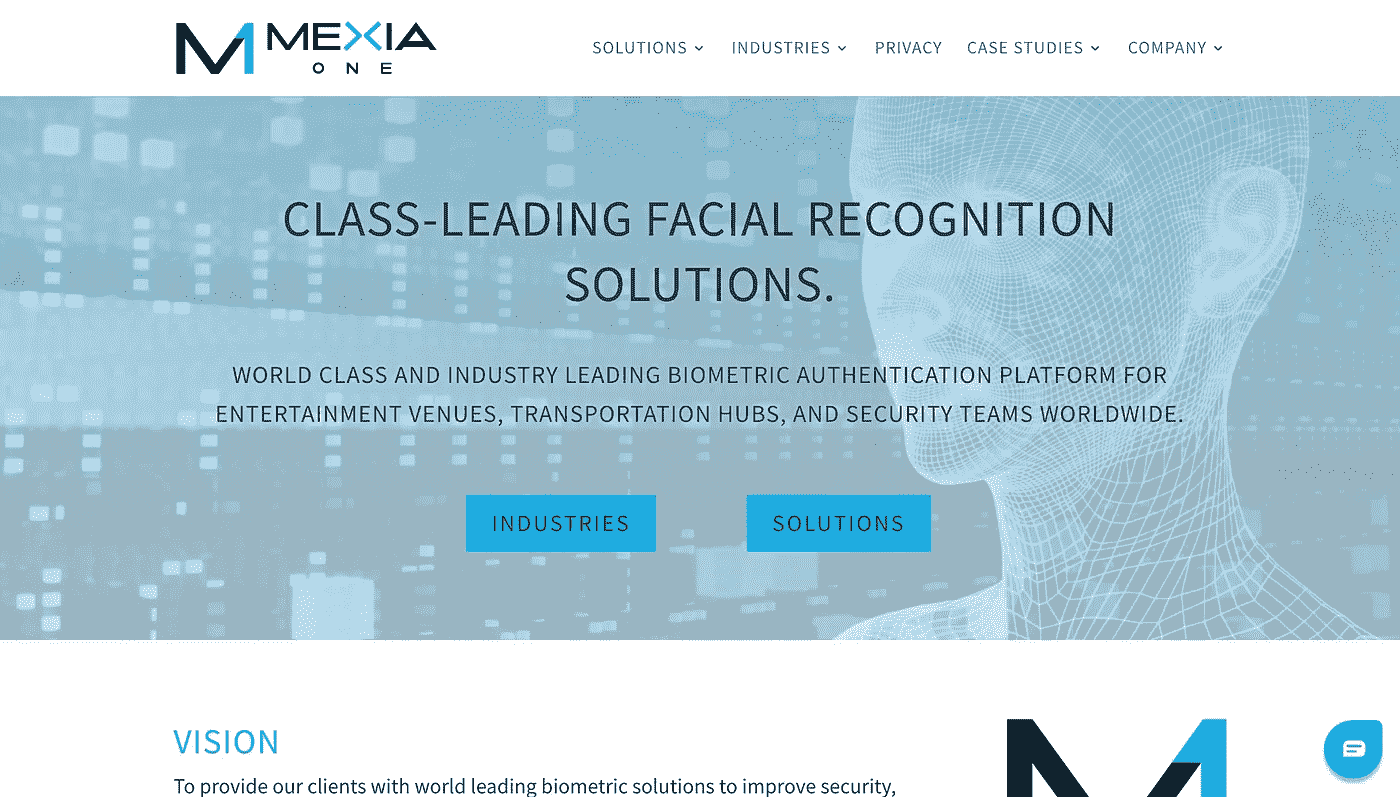 MEXIA
ONE
SOLUTIONS
INDUSTRIES
PRIVACY
CASE STUDIES
COMPANY
CLASS-LEADING FACIAL RECOGNITION
SOLUTIONS.
WORLD CLASS AND INDUSTRY LEADING BIOMETRIC AUTHENTICATION PLATFORM FOR
ENTERTAINMENT VENUES, TRANSPORTATION HUBS, AND SECURITY TEAMS WORLDWIDE.
INDUSTRIES
SOLUTIONS
VISION
To provide our clients with world leading biometric solutions to improve security,